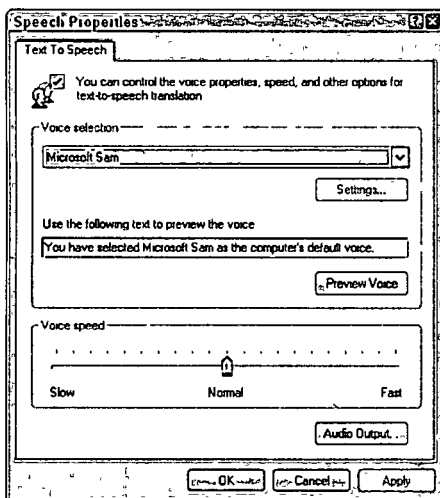 Speech Properties
Text To Speech
You can control the voice properties, speed, and other options for
text-to-speech translation
Voice selection
Microsoft Sam
Settings...
Use the following text to preview the voice
You have selected Microsoft Sam as the computer's default voice.
Preview Voice
Voice speed
Slow Normal Fast
Audio Output...
OK Cancel Apply